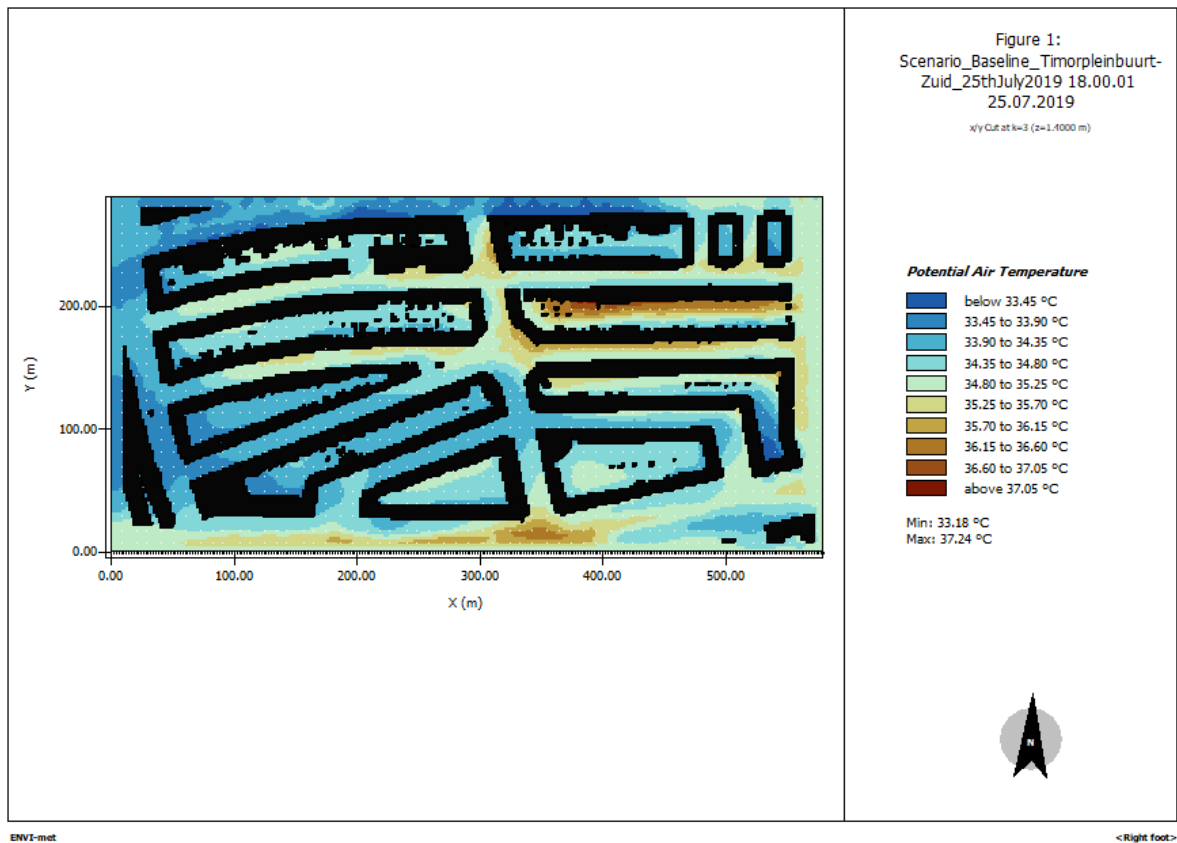 Figure 1:
Scenario_Baseline_Timorpleinbuurt-
Zuid_25thJuly2019 18.00.01
25.07.2019
x/y Cut at k=3 (z=1.4000 m)
Y (m)
200.00
100.00
0.00
0.00 100.00 200.00 300.00 400.00 500.00
X (m)
Potential Air Temperature
below 33.45 °C
33.45 to 33.90 °C
33.90 to 34.35 °C
34.35 to 34.80 °C
34.80 to 35.25 °C
35.25 to 35.70 °C
35.70 to 36.15 °C
36.15 to 36.60 °C
36.60 to 37.05 °C
above 37.05 °C
Min: 33.18 °C
Max: 37.24 °C
N
ENVI-met
<Right foot>